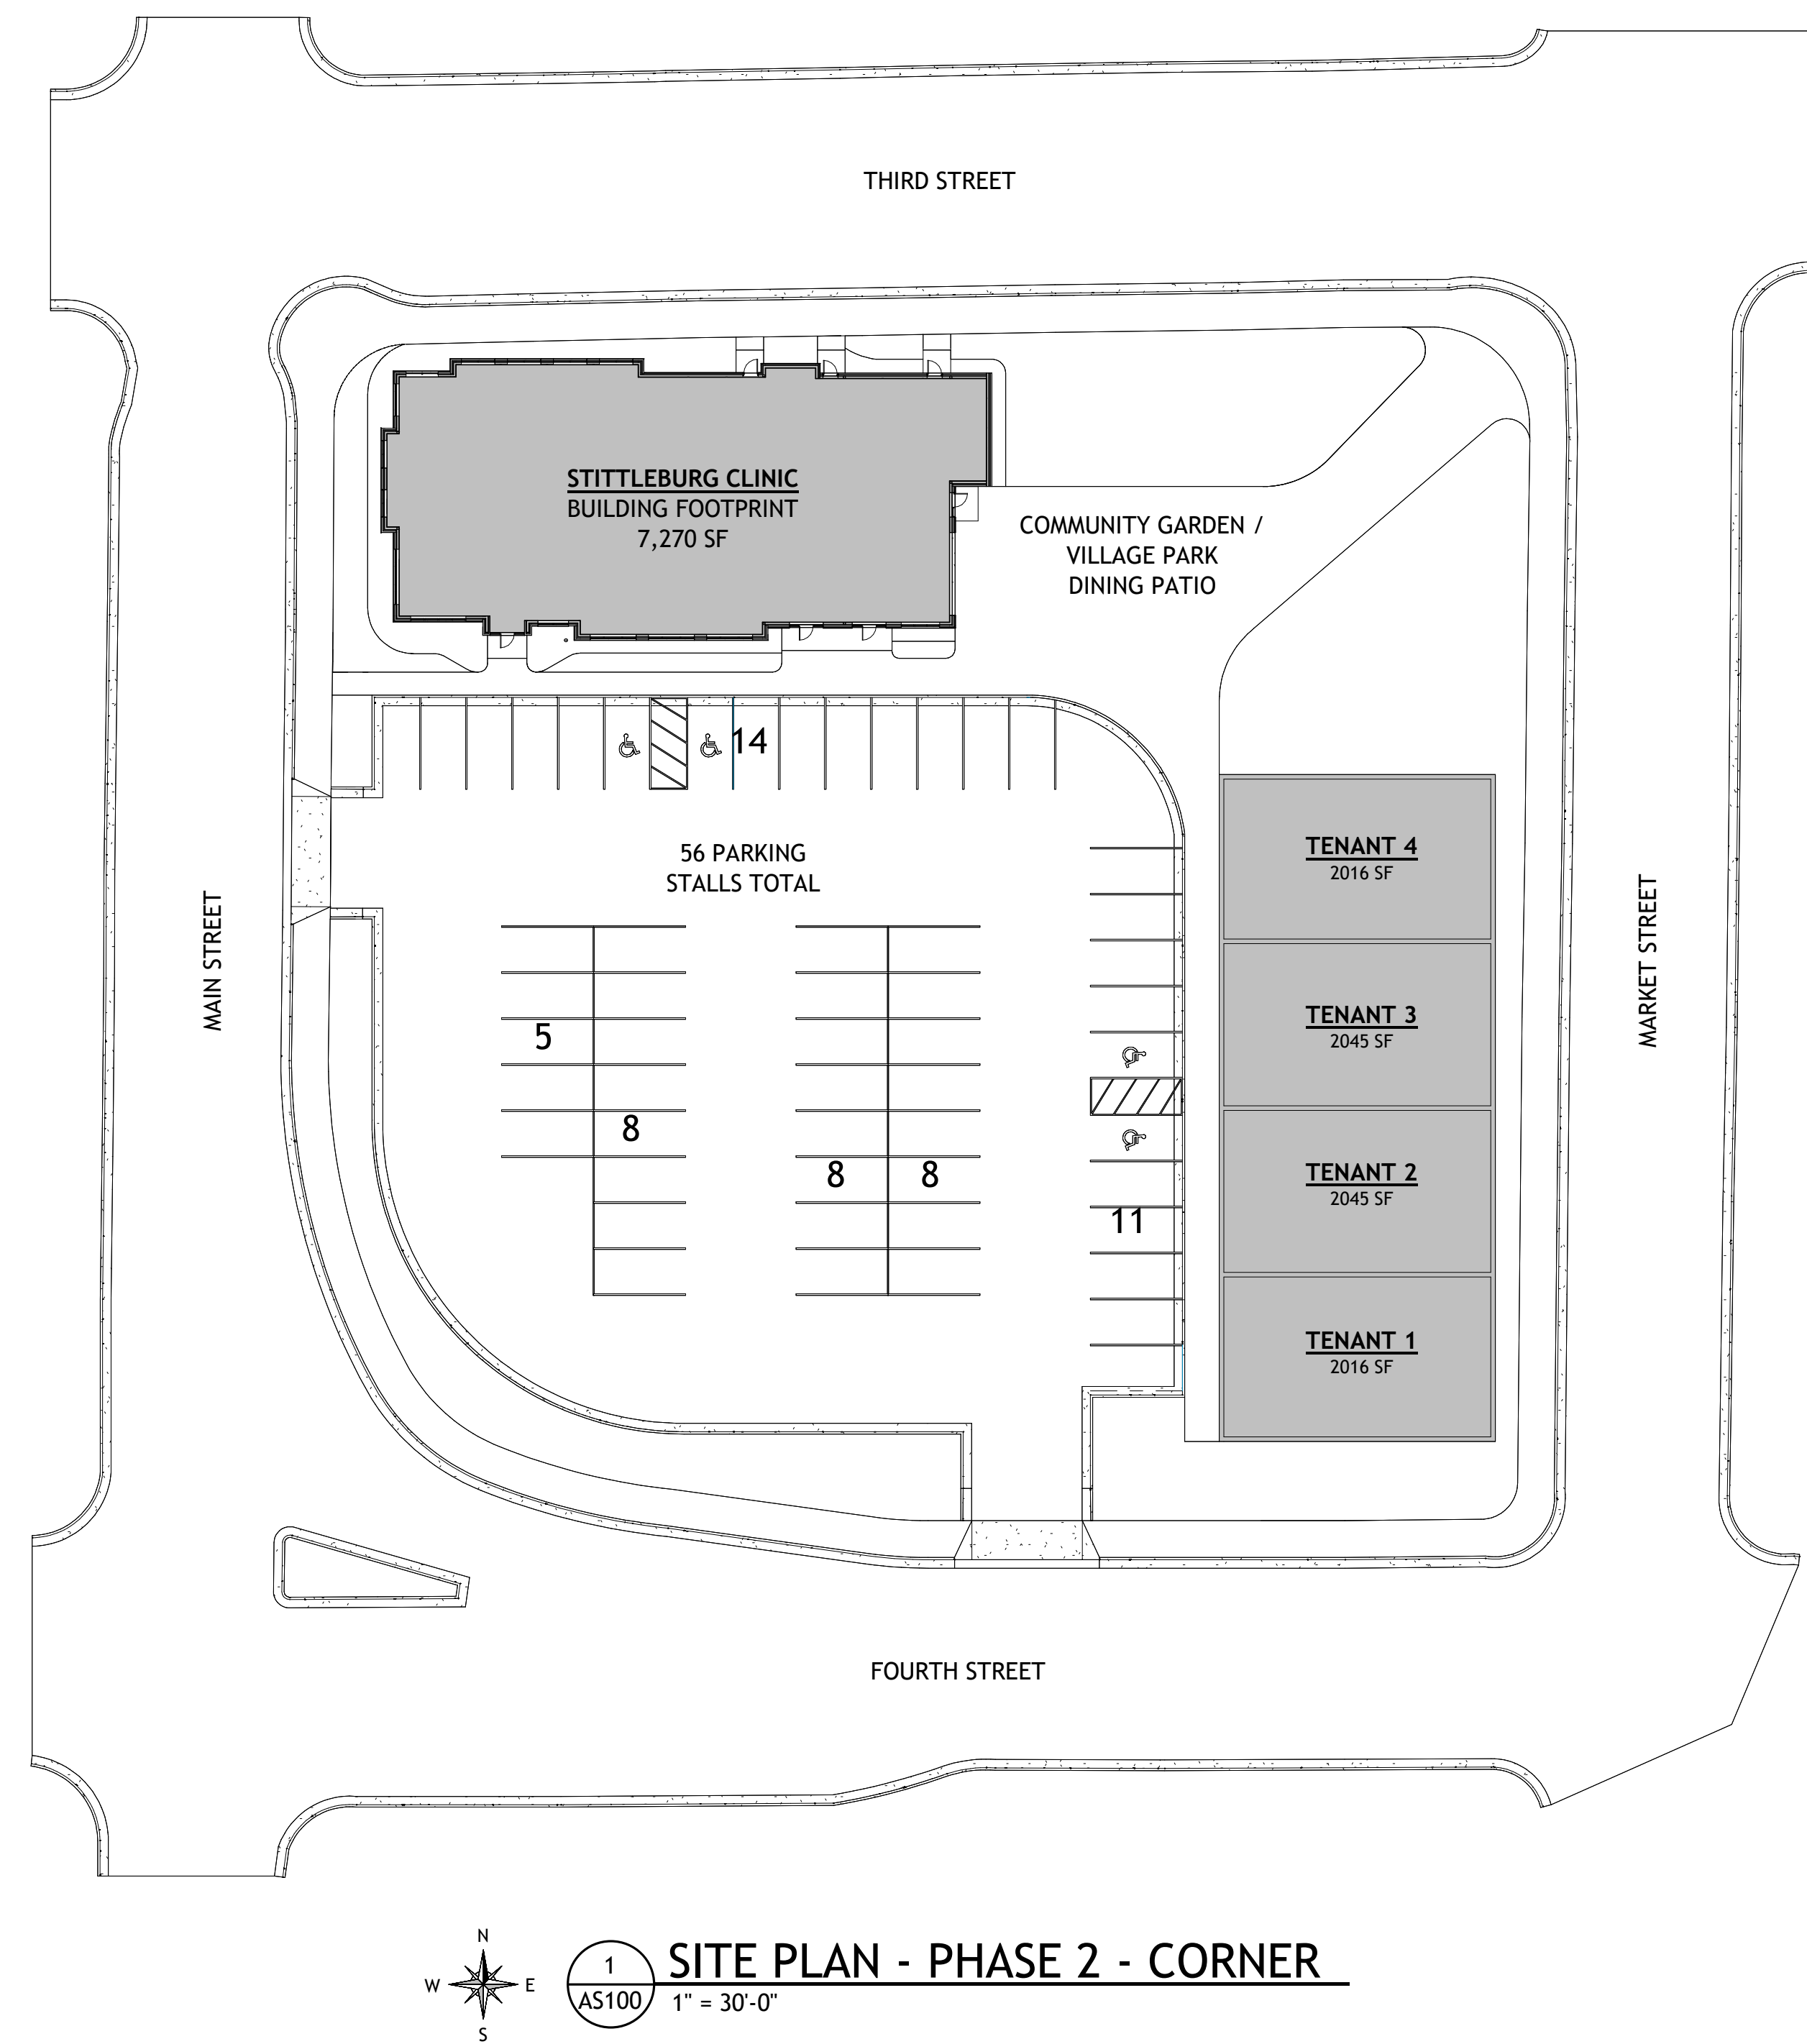 THIRD STREET
STITTLEBURG CLINIC
BUILDING FOOTPRINT
7,270 SF
COMMUNITY GARDEN /
VILLAGE PARK
DINING PATIO
14
56 PARKING
STALLS TOTAL
MAIN STREET
5
8
8
8
11
TENANT 4
2016 SF
TENANT 3
2045 SF
TENANT 2
2045 SF
TENANT 1
2016 SF
MARKET STREET
FOURTH STREET
N
W
E
S
1
AS100
SITE PLAN - PHASE 2 - CORNER
1" = 30'-0"